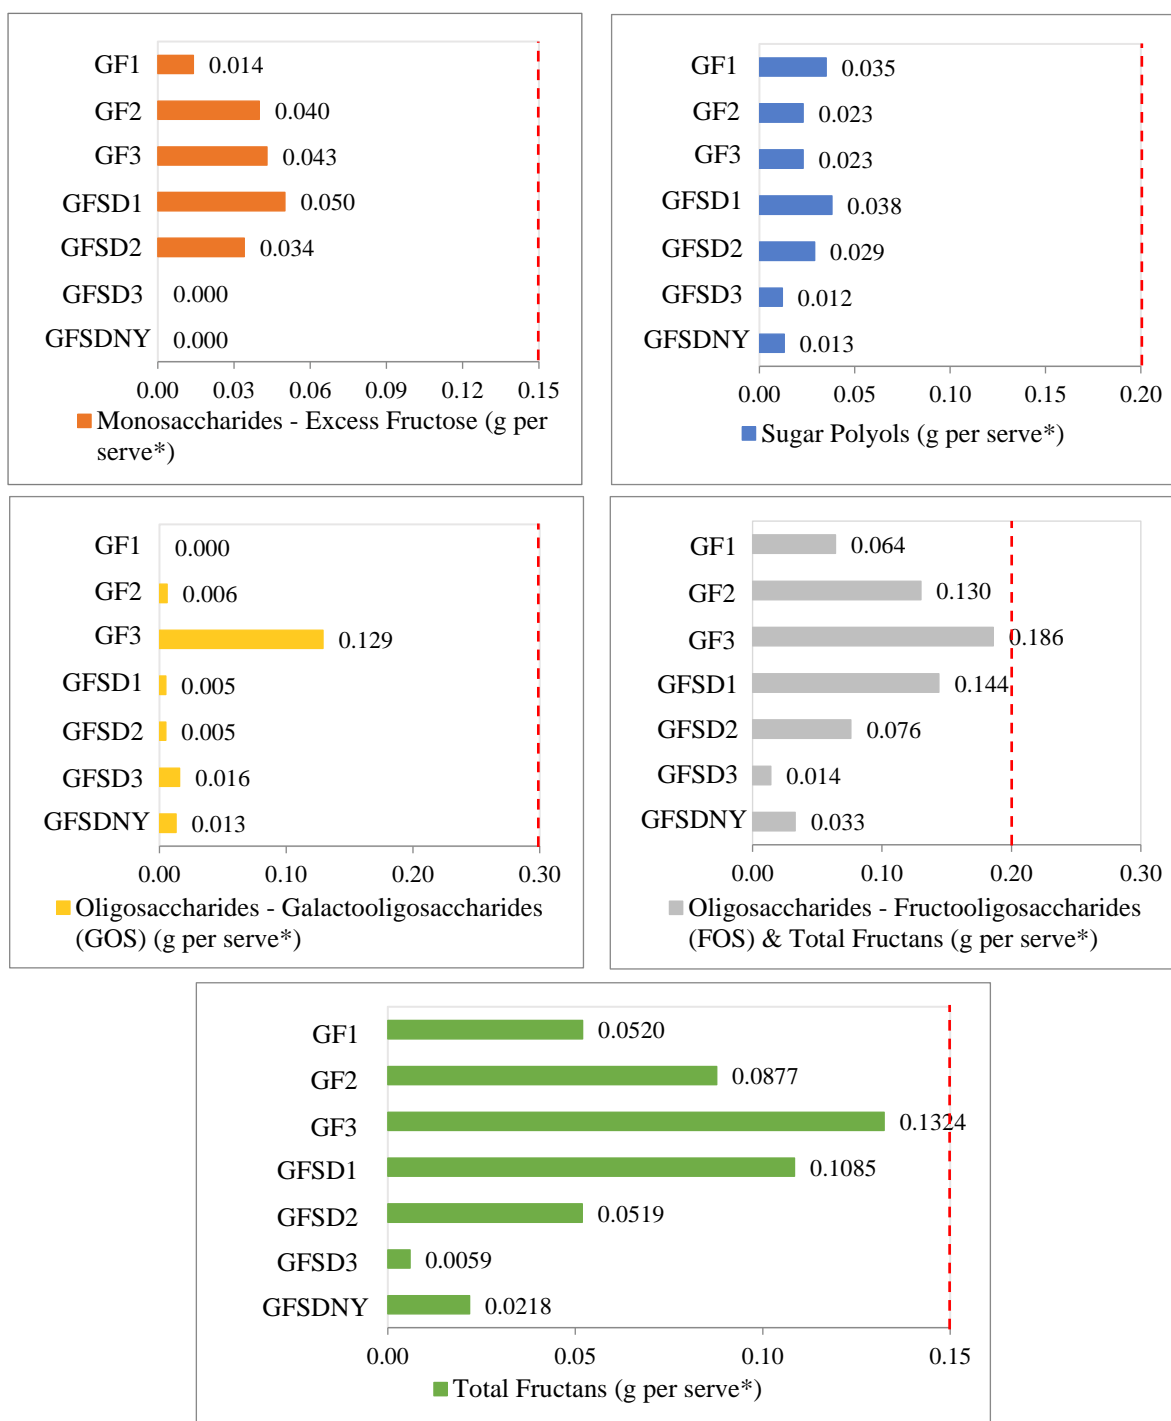 GF1 0.014
GF2 0.040
GF3 0.043
GFSD1 0.050
GFSD2 0.034
GFSD3 0.000
GFSDNY 0.000
0.00 0.03 0.06 0.09 0.12 0.15
Monosaccharides - Excess Fructose (g per
serve*)
GF1 0.035
GF2 0.023
GF3 0.023
GFSD1 0.038
GFSD2 0.029
GFSD3 0.012
GFSDNY 0.013
0.00 0.05 0.10 0.15 0.20
Sugar Polyols (g per serve*)
GF1 0.000
GF2 0.006
GF3 0.129
GFSD1 0.005
GFSD2 0.005
GFSD3 0.016
GFSDNY 0.013
0.00 0.10 0.20 0.30
Oligosaccharides - Galactooligosaccharides
(GOS) (g per serve*)
GF1 0.064
GF2 0.130
GF3 0.186
GFSD1 0.144
GFSD2 0.076
GFSD3 0.014
GFSDNY 0.033
0.00 0.10 0.20 0.30
Oligosaccharides - Fructooligosaccharides
(FOS) & Total Fructans (g per serve*)
GF1 0.0520
GF2 0.0877
GF3 0.1324
GFSD1 0.1085
GFSD2 0.0519
GFSD3 0.0059
GFSDNY 0.0218
0.00 0.05 0.10 0.15
Total Fructans (g per serve*)